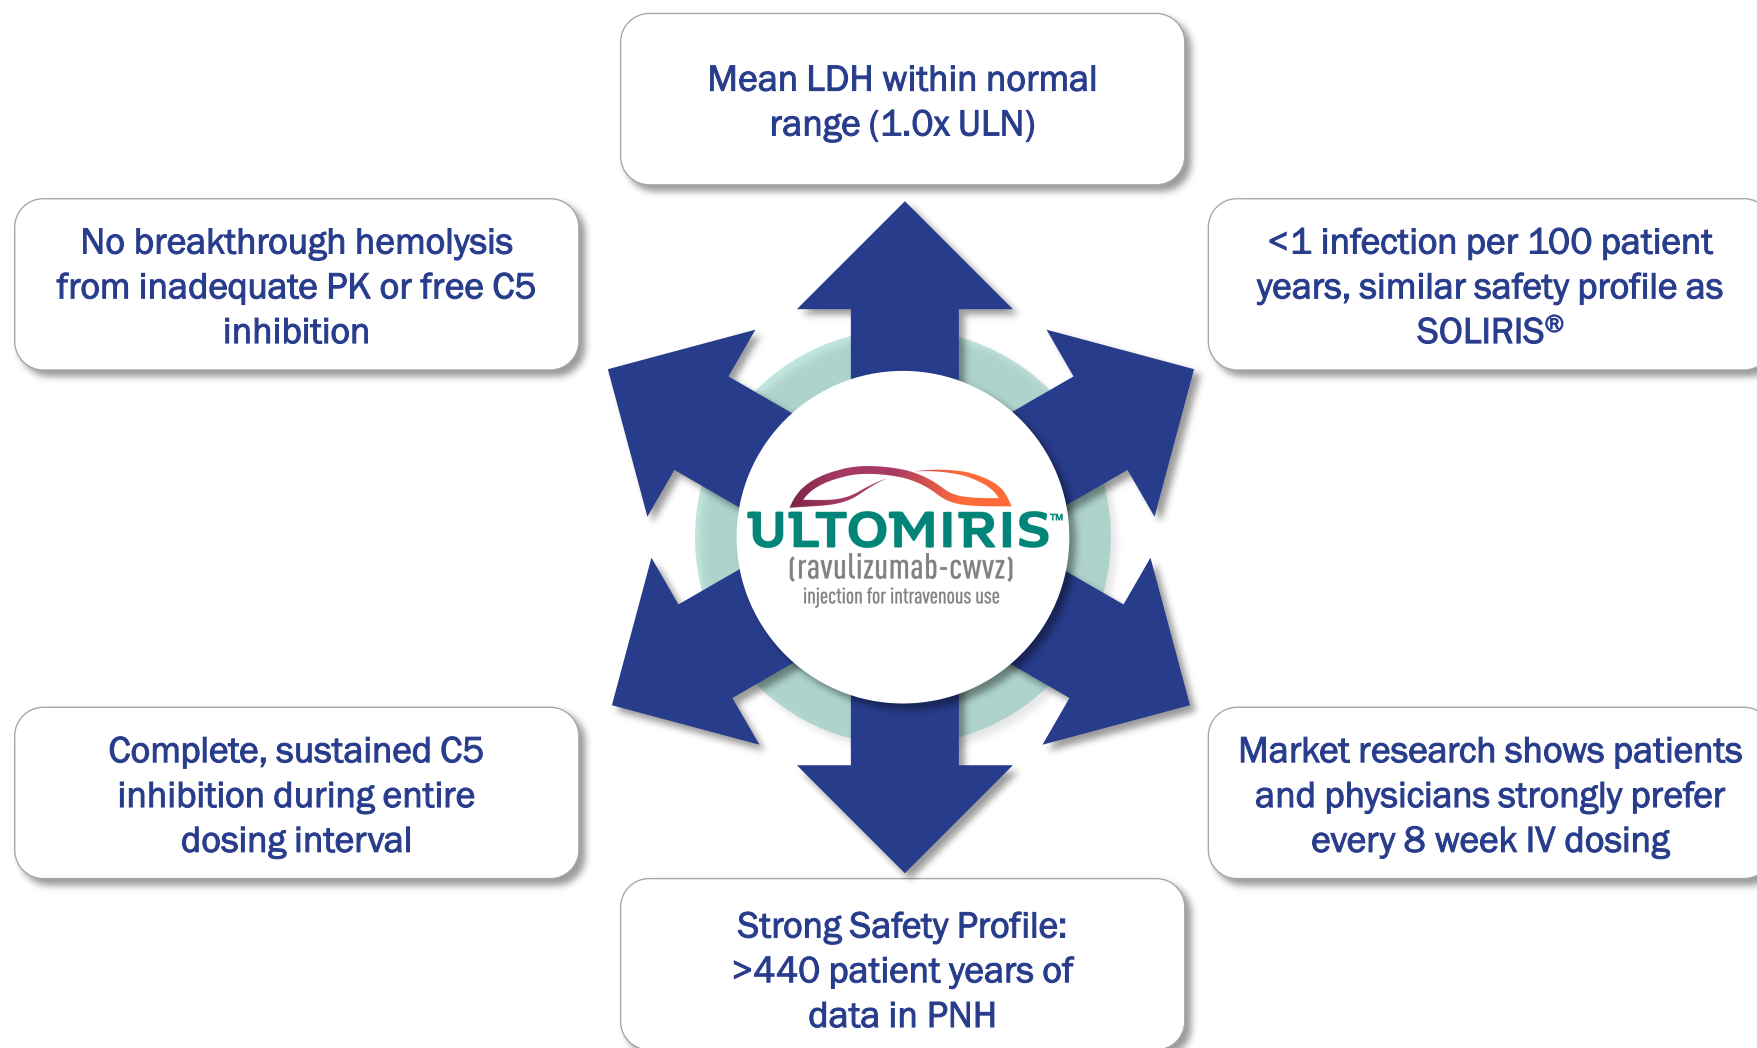 Mean LDH within normal
range (1.0x ULN)
No breakthrough hemolysis
from inadequate PK or free C5
inhibition
<1 infection per 100 patient
years, similar safety profile as
SOLIRIS®
ULTOMIRIS™
(ravulizumab-cwvz)
injection for intravenous use
Complete, sustained C5
inhibition during entire
dosing interval
Market research shows patients
and physicians strongly prefer
every 8 week IV dosing
Strong Safety Profile:
>440 patient years of
data in PNH